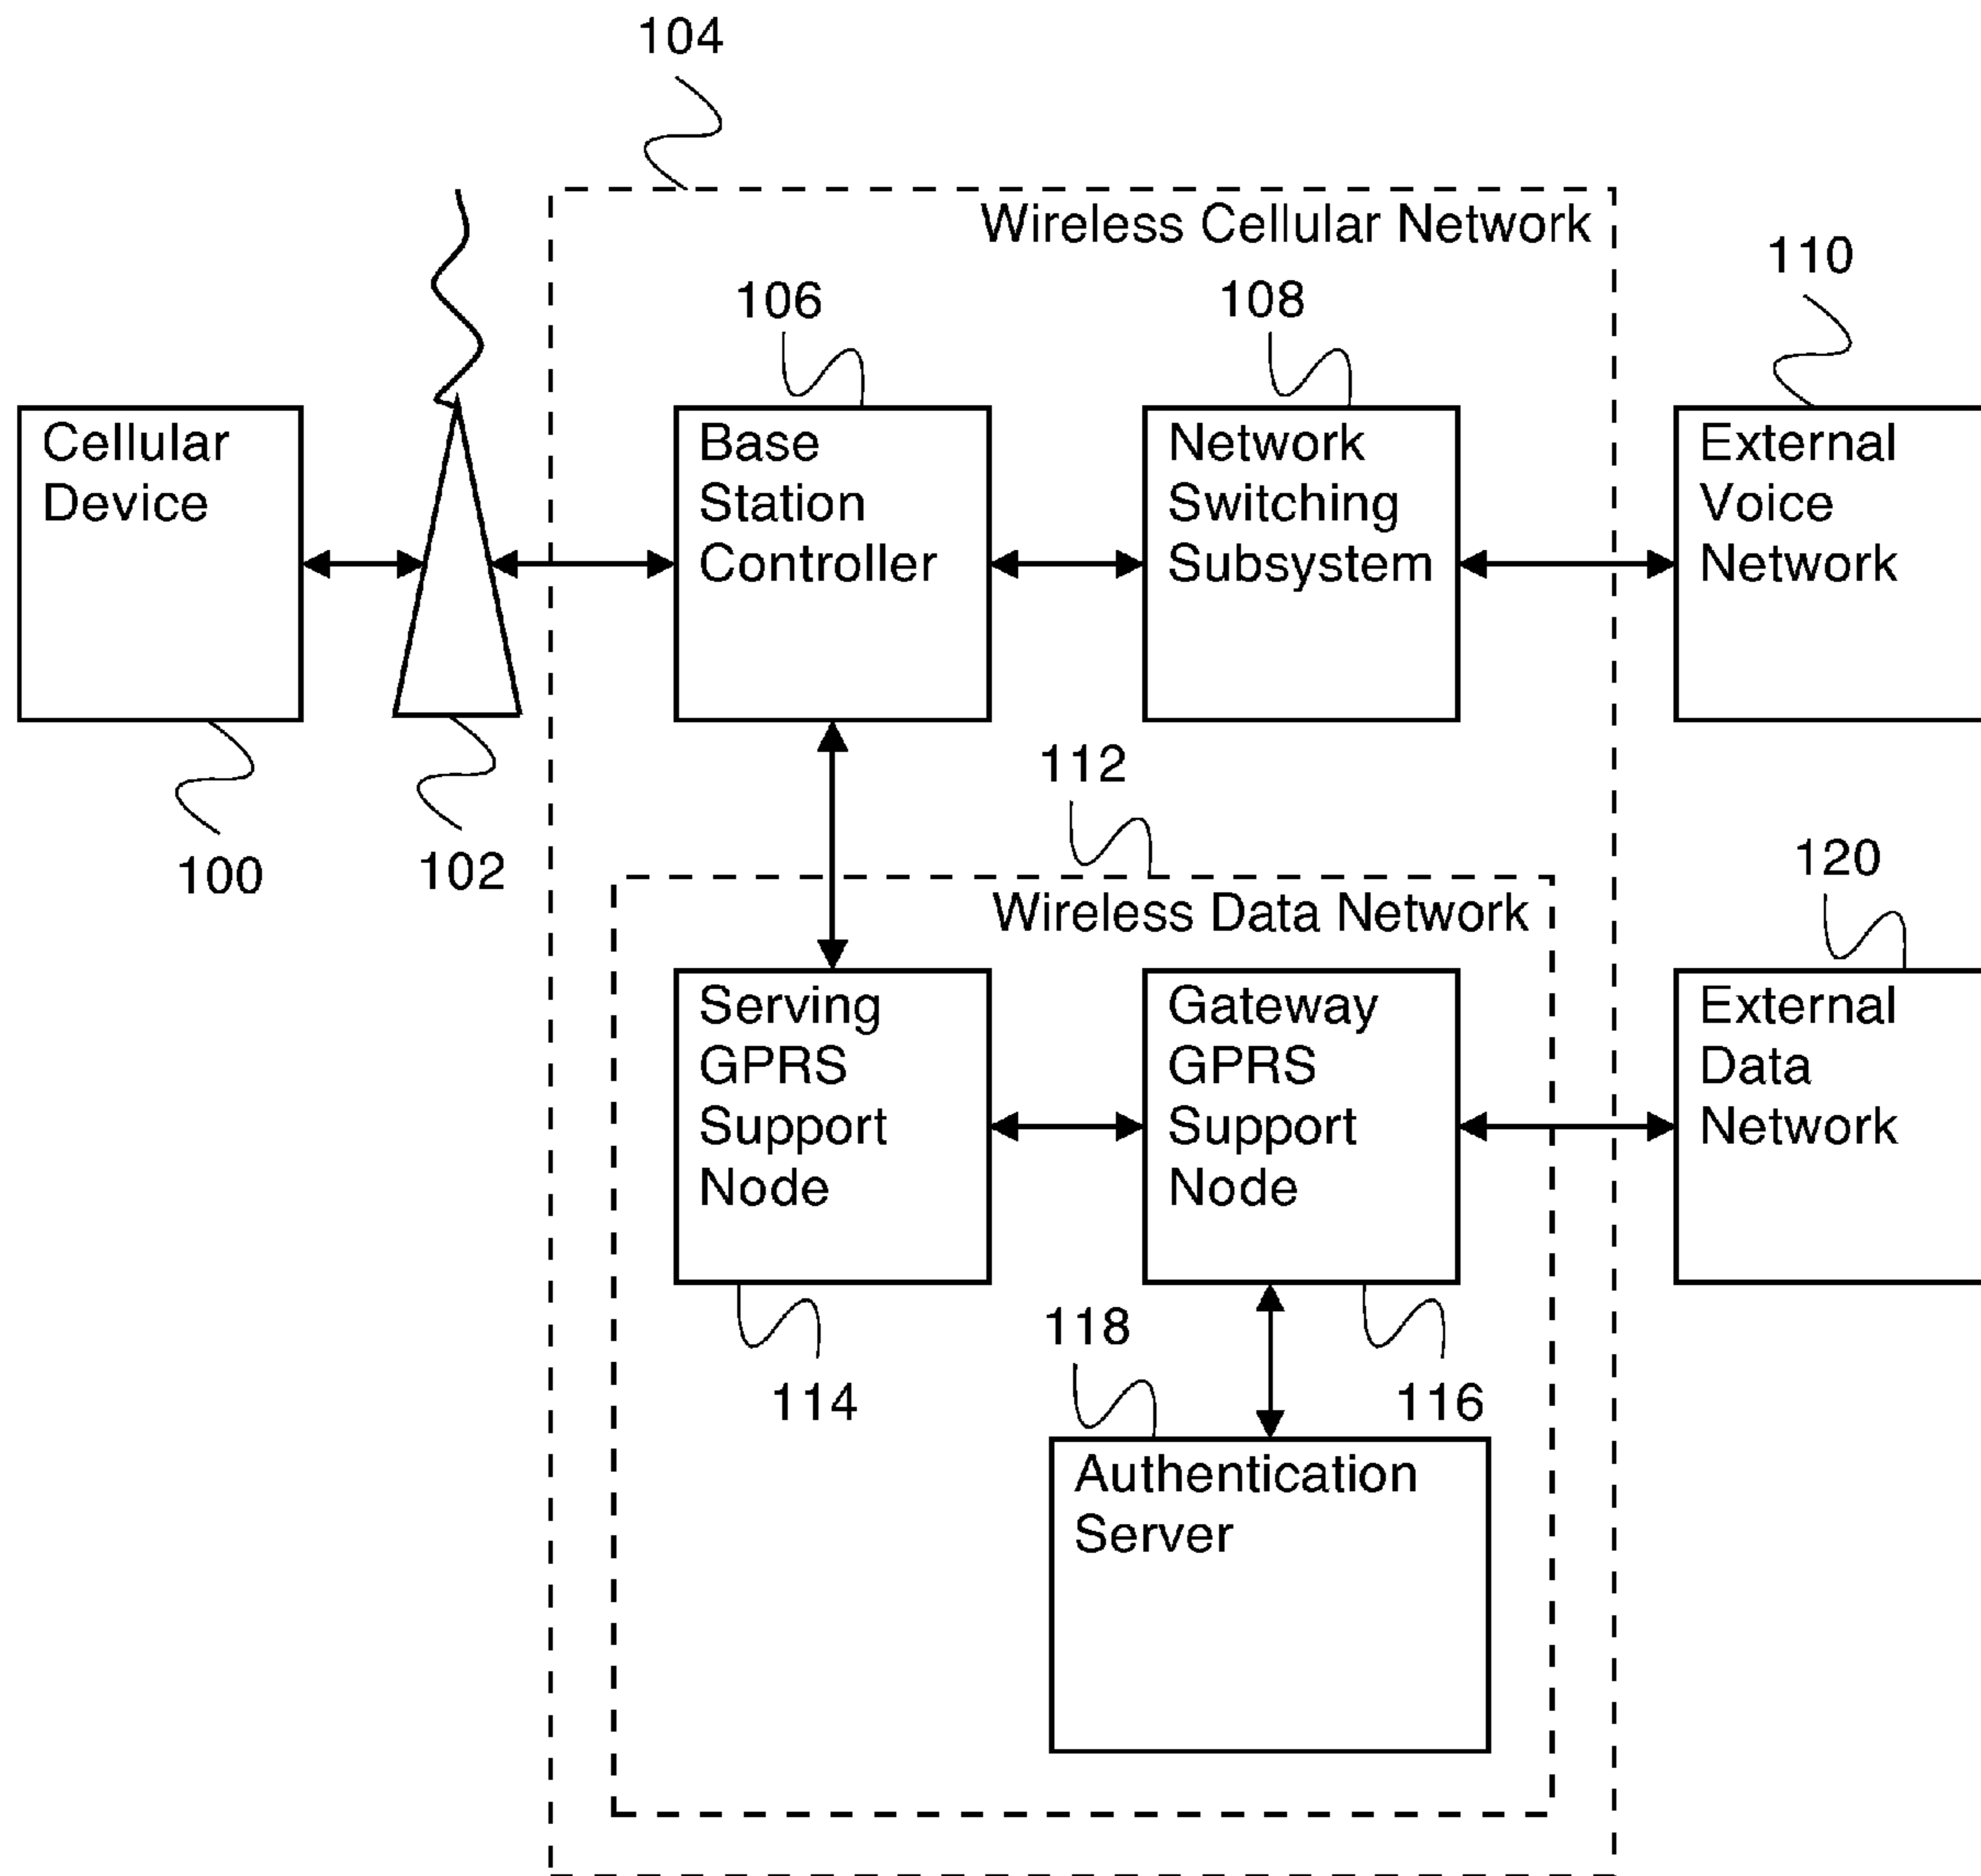 104
Wireless Cellular Network
106
108
110
Cellular
Device
Base
Station
Controller
Network
Switching
Subsystem
External
Voice
Network
100
102
112
120
Wireless Data Network
Serving
GPRS
Support
Node
Gateway
GPRS
Support
Node
External
Data
Network
114
118
116
Authentication
Server